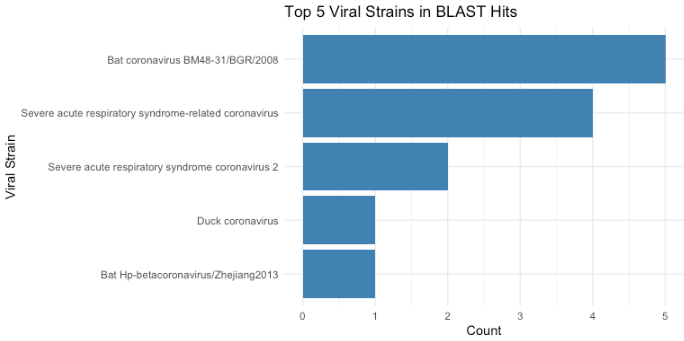 Top 5 Viral Strains in BLAST Hits
Viral Strain
Bat coronavirus BM48-31/BGR/2008
Severe acute respiratory syndrome-related coronavirus
Severe acute respiratory syndrome coronavirus 2
Duck coronavirus
Bat Hp-betacoronavirus/Zhejiang2013
0 1 2 3 4 5
Count